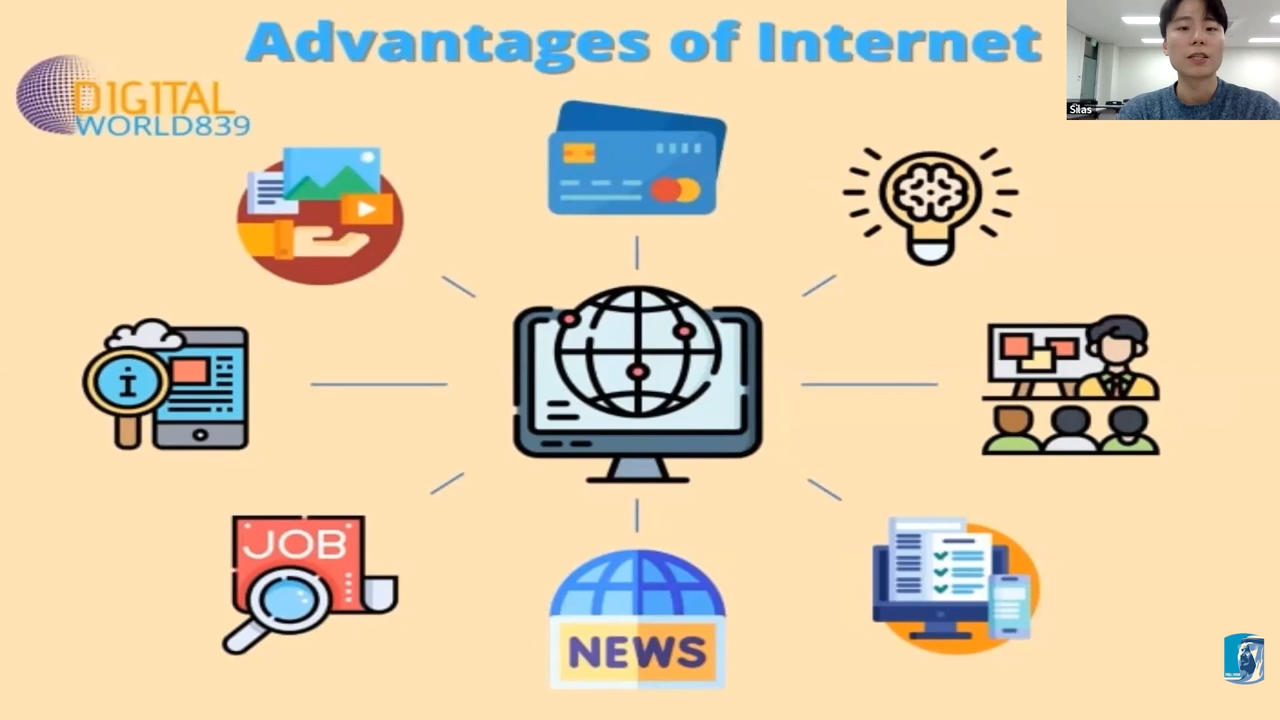 Advantages of Internet
DIGITAL
WORLD839
Silas
i
JOB
NEWS